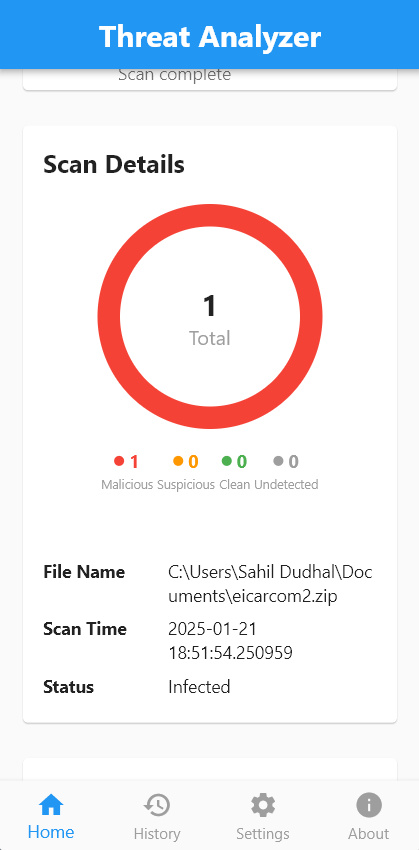 Threat Analyzer
Scan complete
Scan Details
1
Total
1 0 0 0
Malicious Suspicious Clean Undetected
File Name C:\Users\Sahil Dudhal\Doc
uments\eicarcom2.zip
Scan Time 2025-01-21
18:51:54.250959
Status Infected
Home History Settings About